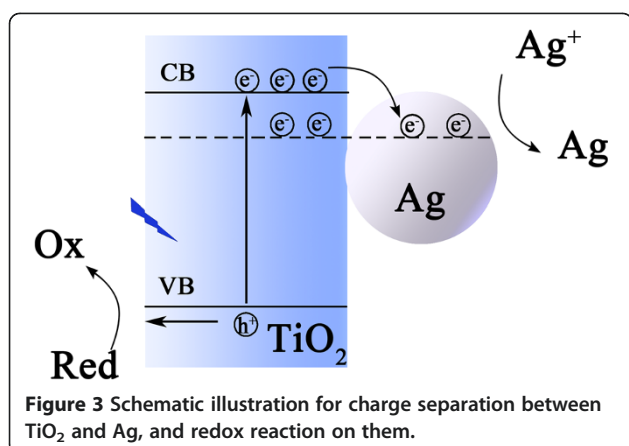 CB
e⁻ e⁻ e⁻
Ag⁺
e⁻ e⁻
e⁻ e⁻
Ag
Ag
Ox
VB
h⁺
TiO₂
Red
Figure 3 Schematic illustration for charge separation between
TiO₂ and Ag, and redox reaction on them.